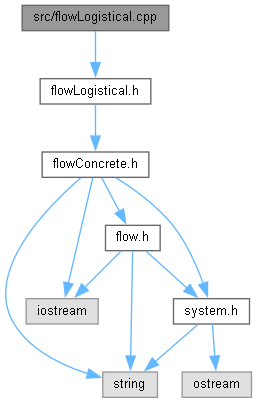 src/flowLogistical.cpp
flowLogistical.h
flowConcrete.h
flow.h
iostream
system.h
string
ostream